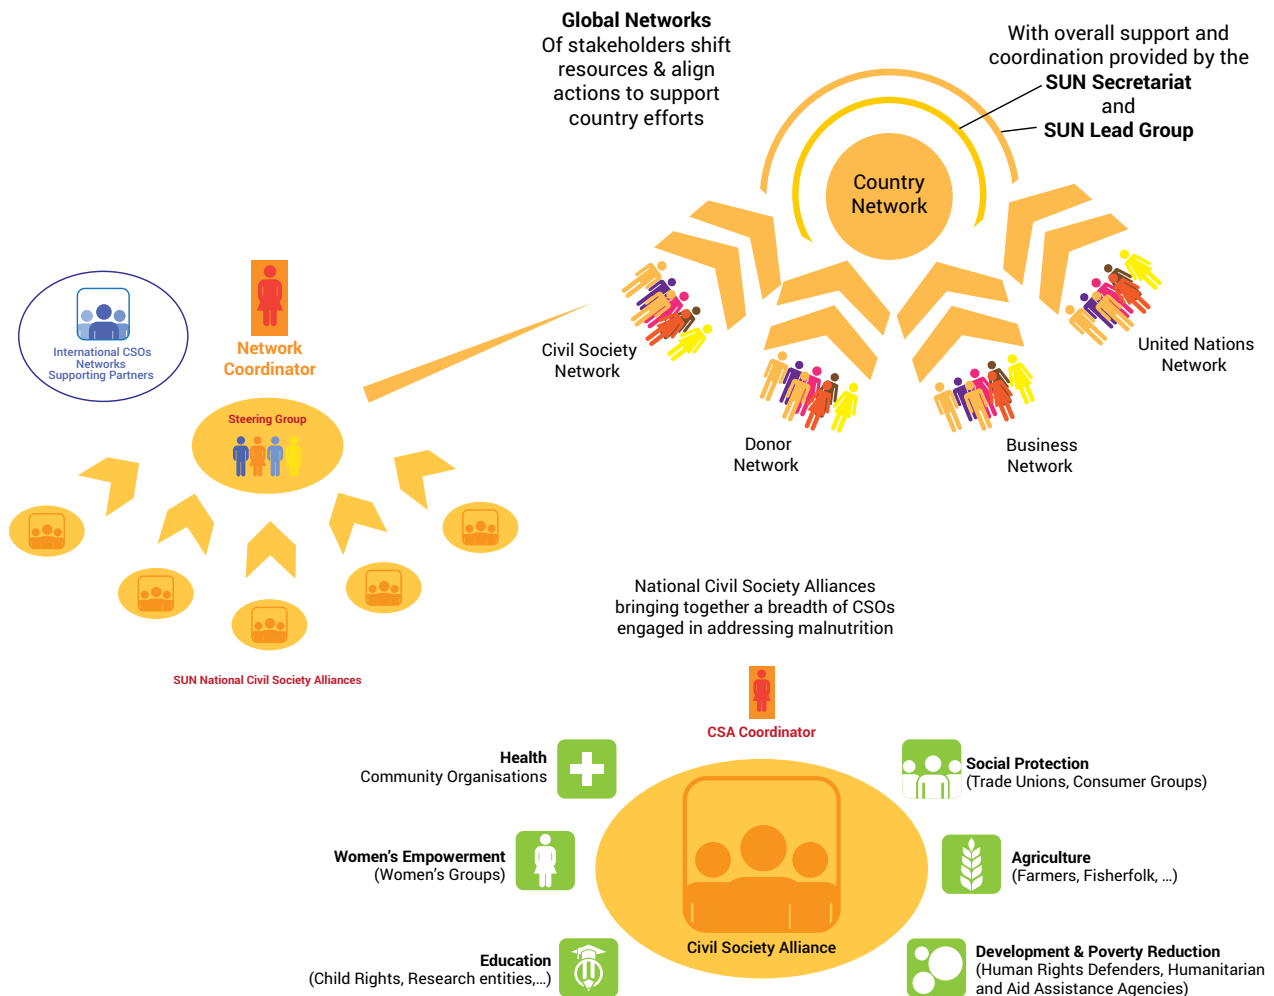 Global Networks
Of stakeholders shift
resources & align
actions to support
country efforts
With overall support and
coordination provided by the
SUN Secretariat
and
SUN Lead Group
Country
Network
Civil Society
Network
Donor
Network
Business
Network
United Nations
Network
International CSOs
Networks
Supporting Partners
Network
Coordinator
Steering Group
SUN National Civil Society Alliances
National Civil Society Alliances
bringing together a breadth of CSOs
engaged in addressing malnutrition
CSA Coordinator
Health
Community Organisations
Women's Empowerment
(Women's Groups)
Education
(Child Rights, Research entities,...)
Civil Society Alliance
Social Protection
(Trade Unions, Consumer Groups)
Agriculture
(Farmers, Fisherfolk, ...)
Development & Poverty Reduction
(Human Rights Defenders, Humanitarian
and Aid Assistance Agencies)